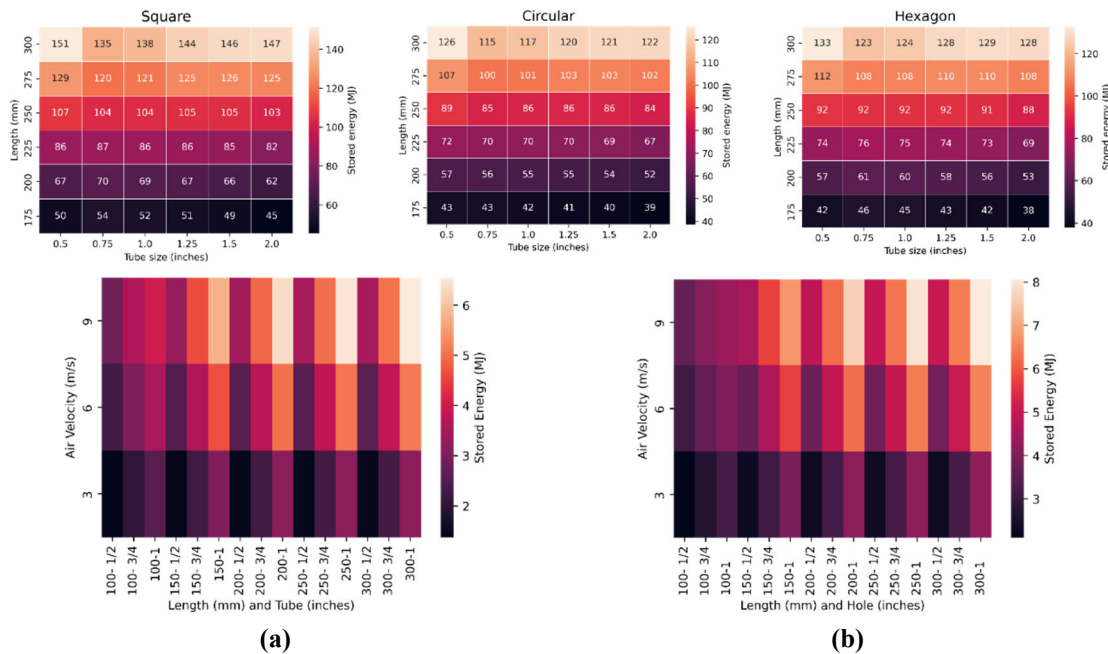 Square
Length (mm)
300 151 135 138 144 146 147
275 129 120 121 125 126 125
250 107 104 104 105 105 103
225 86 87 86 86 85 82
200 67 70 69 67 66 62
175 50 54 52 51 49 45
0.5 0.75 1.0 1.25 1.5 2.0
Tube size (inches)
140
120
100
80
60
Stored energy (MJ)
Circular
Length (mm)
300 126 115 117 120 121 122
275 107 100 101 103 103 102
250 89 85 86 86 86 84
225 72 70 70 70 69 67
200 57 56 55 55 54 52
175 43 43 42 41 40 39
0.5 0.75 1.0 1.25 1.5 2.0
Tube size (inches)
120
110
100
90
80
70
60
50
40
Stored energy (MJ)
Hexagon
Length (mm)
300 133 123 124 128 129 128
275 112 108 108 110 110 108
250 92 92 92 92 91 88
225 74 76 75 74 73 69
200 57 61 60 58 56 53
175 42 46 45 43 42 38
0.5 0.75 1.0 1.25 1.5 2.0
Tube size (inches)
120
100
80
60
40
Stored energy (MJ)
Air Velocity (m/s)
9
6
3
100- 1/2 100- 3/4 100-1 150- 1/2 150- 3/4 150-1 200- 1/2 200- 3/4 200-1 250- 1/2 250- 3/4 250-1 300- 1/2 300- 3/4 300-1
Length (mm) and Tube (inches)
6
5
4
3
2
Stored Energy (MJ)
(a)
Air Velocity (m/s)
9
6
3
100- 1/2 100- 3/4 100-1 150- 1/2 150- 3/4 150-1 200- 1/2 200- 3/4 200-1 250- 1/2 250- 3/4 250-1 300- 1/2 300- 3/4 300-1
Length (mm) and Hole (inches)
8
7
6
5
4
3
Stored Energy (MJ)
(b)